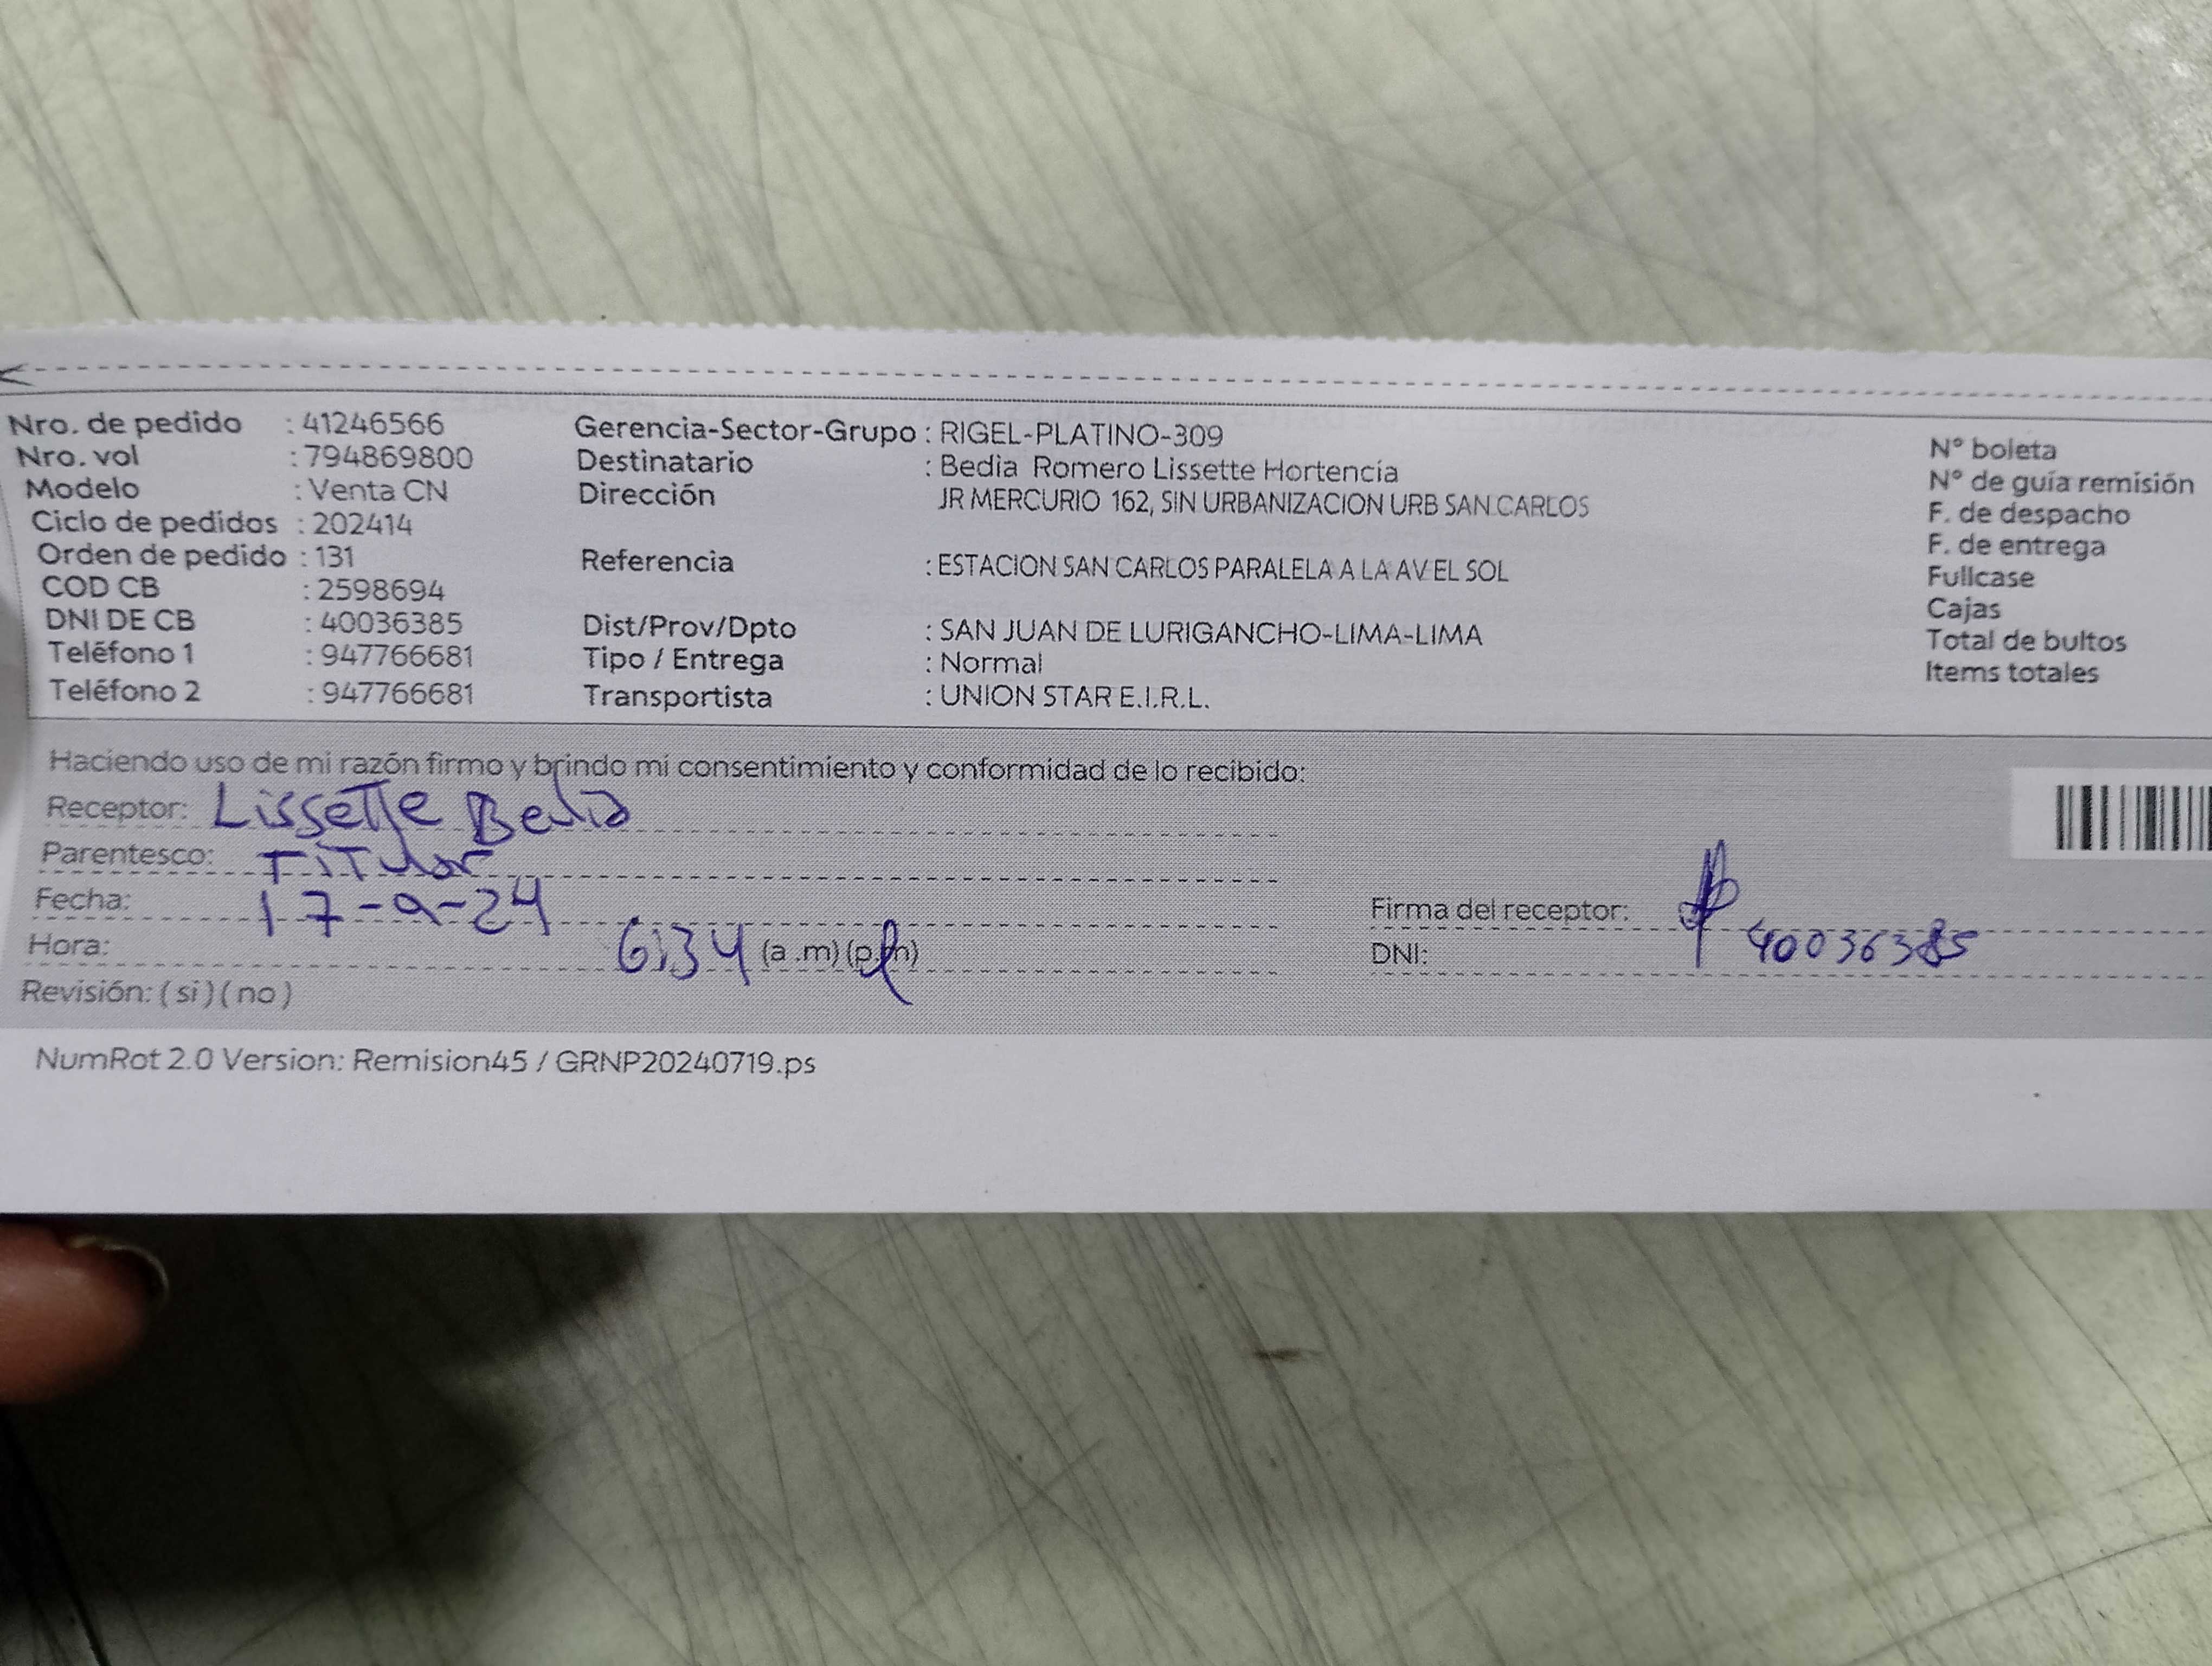 Nro. de pedido : 41246566
Nro. vol : 794869800
Modelo : Venta CN
Ciclo de pedidos : 202414
Orden de pedido : 131
COD CB : 2598694
DNI DE CB : 40036385
Teléfono 1 : 947766681
Teléfono 2 : 947766681
Gerencia-Sector-Grupo : RIGEL-PLATINO-309
Destinatario : Bedia Romero Lissette Hortencia
Dirección JR MERCURIO 162, SIN URBANIZACION URB SAN CARLOS
Referencia : ESTACION SAN CARLOS PARALELA A LA AV EL SOL
Dist/Prov/Dpto : SAN JUAN DE LURIGANCHO-LIMA-LIMA
Tipo / Entrega : Normal
Transportista : UNION STAR E.I.R.L.
N° boleta
N° de guía remisión
F. de despacho
F. de entrega
Fullcase
Cajas
Total de bultos
Items totales
Haciendo uso de mi razón firmo y brindo mi consentimiento y conformidad de lo recibido:
Receptor: Lissette Bedia
Parentesco: Titular
Fecha: 17-9-24
Hora: 6:34 (a .m) (p.m)
Revisión: ( si ) ( no )
Firma del receptor:
DNI: 40036385
NumRot 2.0 Version: Remision45 / GRNP20240719.ps